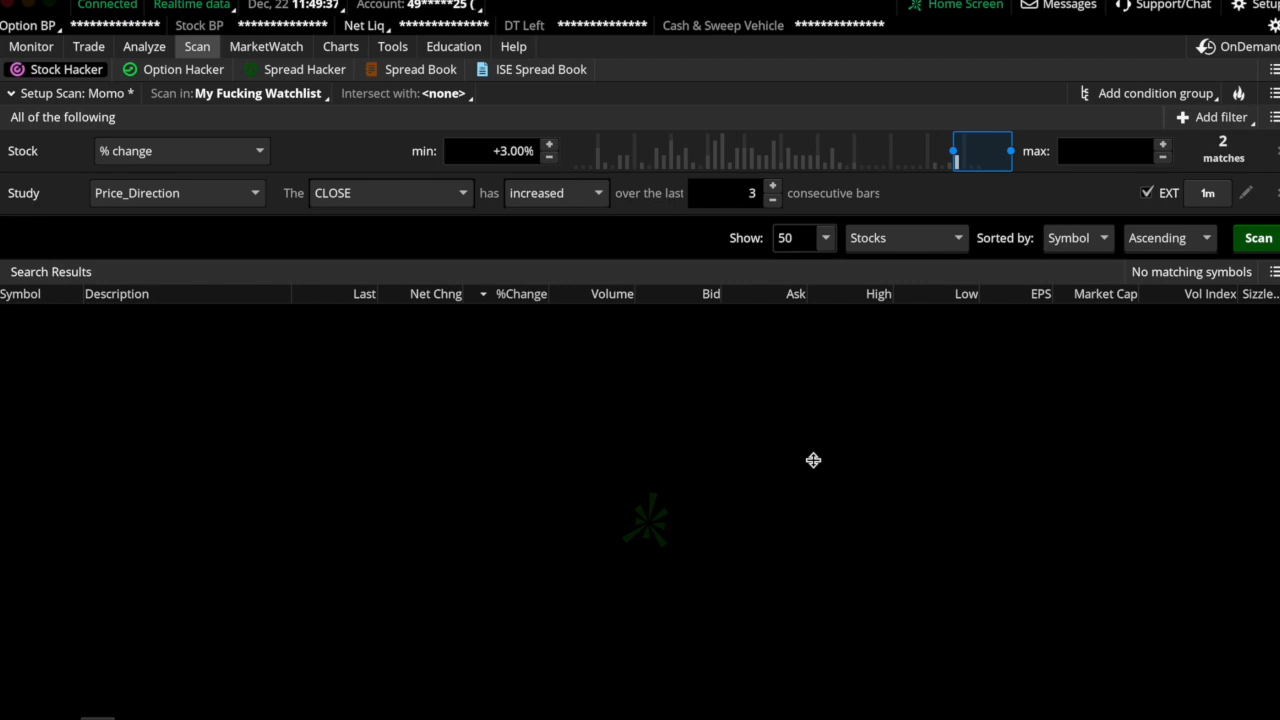 Connected Realtime data Dec, 22 11:49:37 Account: 49*****25 ( Home Screen Messages Support/Chat Setup
Option BP *************** Stock BP *************** Net Liq *************** DT Left *************** Cash & Sweep Vehicle ***************
Monitor Trade Analyze Scan MarketWatch Charts Tools Education Help OnDemand
Stock Hacker Option Hacker Spread Hacker Spread Book ISE Spread Book
Setup Scan: Momo * Scan in: My Fucking Watchlist Intersect with: <none> Add condition group
All of the following Add filter
Stock % change min: +3.00% max: 2 matches
Study Price_Direction The CLOSE has increased over the last 3 consecutive bars EXT 1m
Show: 50 Stocks Sorted by: Symbol Ascending Scan
Search Results No matching symbols
Symbol Description Last Net Chng %Change Volume Bid Ask High Low EPS Market Cap Vol Index Sizzle...